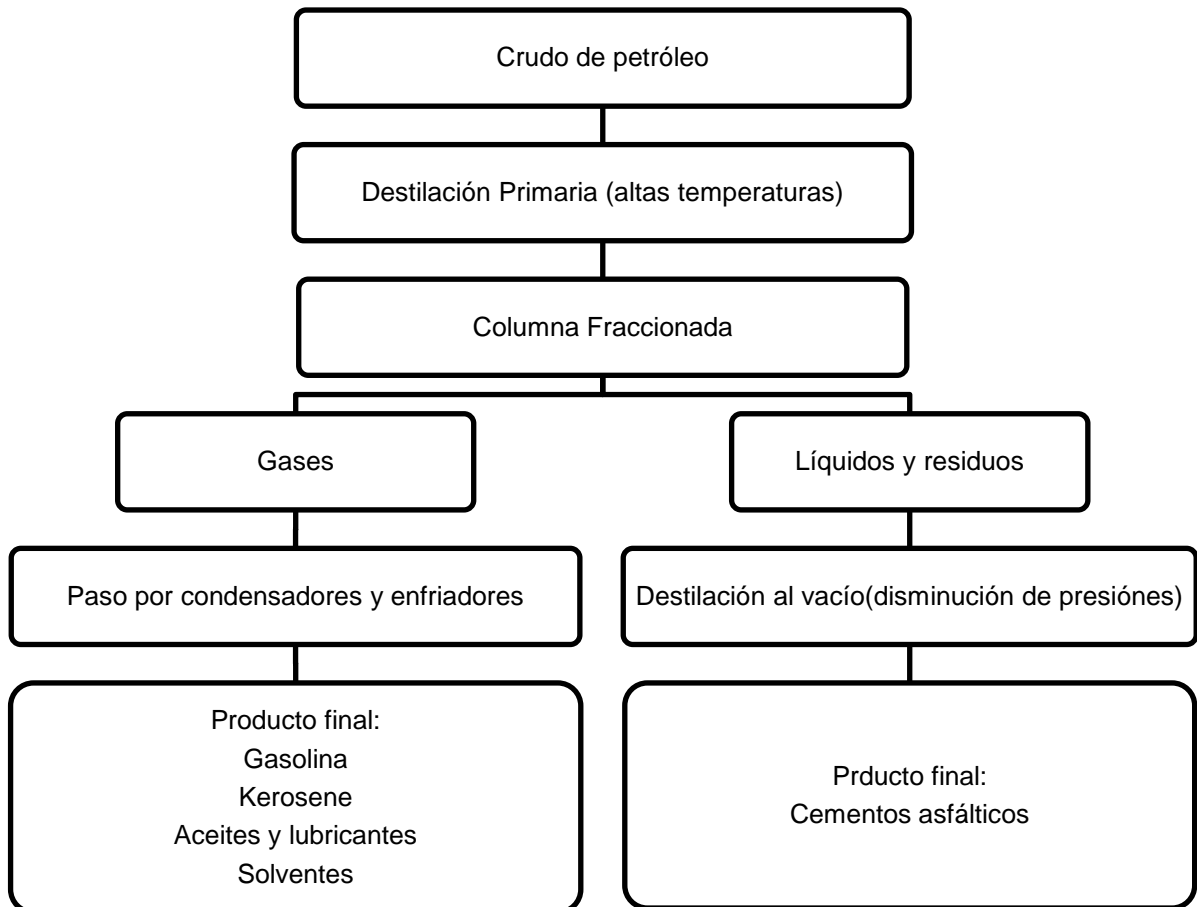 Crudo de petróleo
Destilación Primaria (altas temperaturas)
Columna Fraccionada
Gases
Líquidos y residuos
Paso por condensadores y enfriadores
Destilación al vacío(disminución de presiónes)
Producto final:
Gasolina
Kerosene
Aceites y lubricantes
Solventes
Prducto final:
Cementos asfálticos